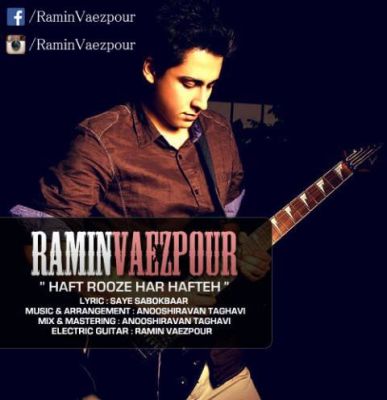 /RaminVaezpour
/RaminVaezpour
RAMINVAEZPOUR
" HAFT ROOZE HAR HAFTEH "
LYRIC : SAYE SABOKBAAR
MUSIC & ARRANGEMENT : ANOOSHIRAVAN TAGHAVI
MIX & MASTERING : ANOOSHIRAVAN TAGHAVI
ELECTRIC GUITAR : RAMIN VAEZPOUR